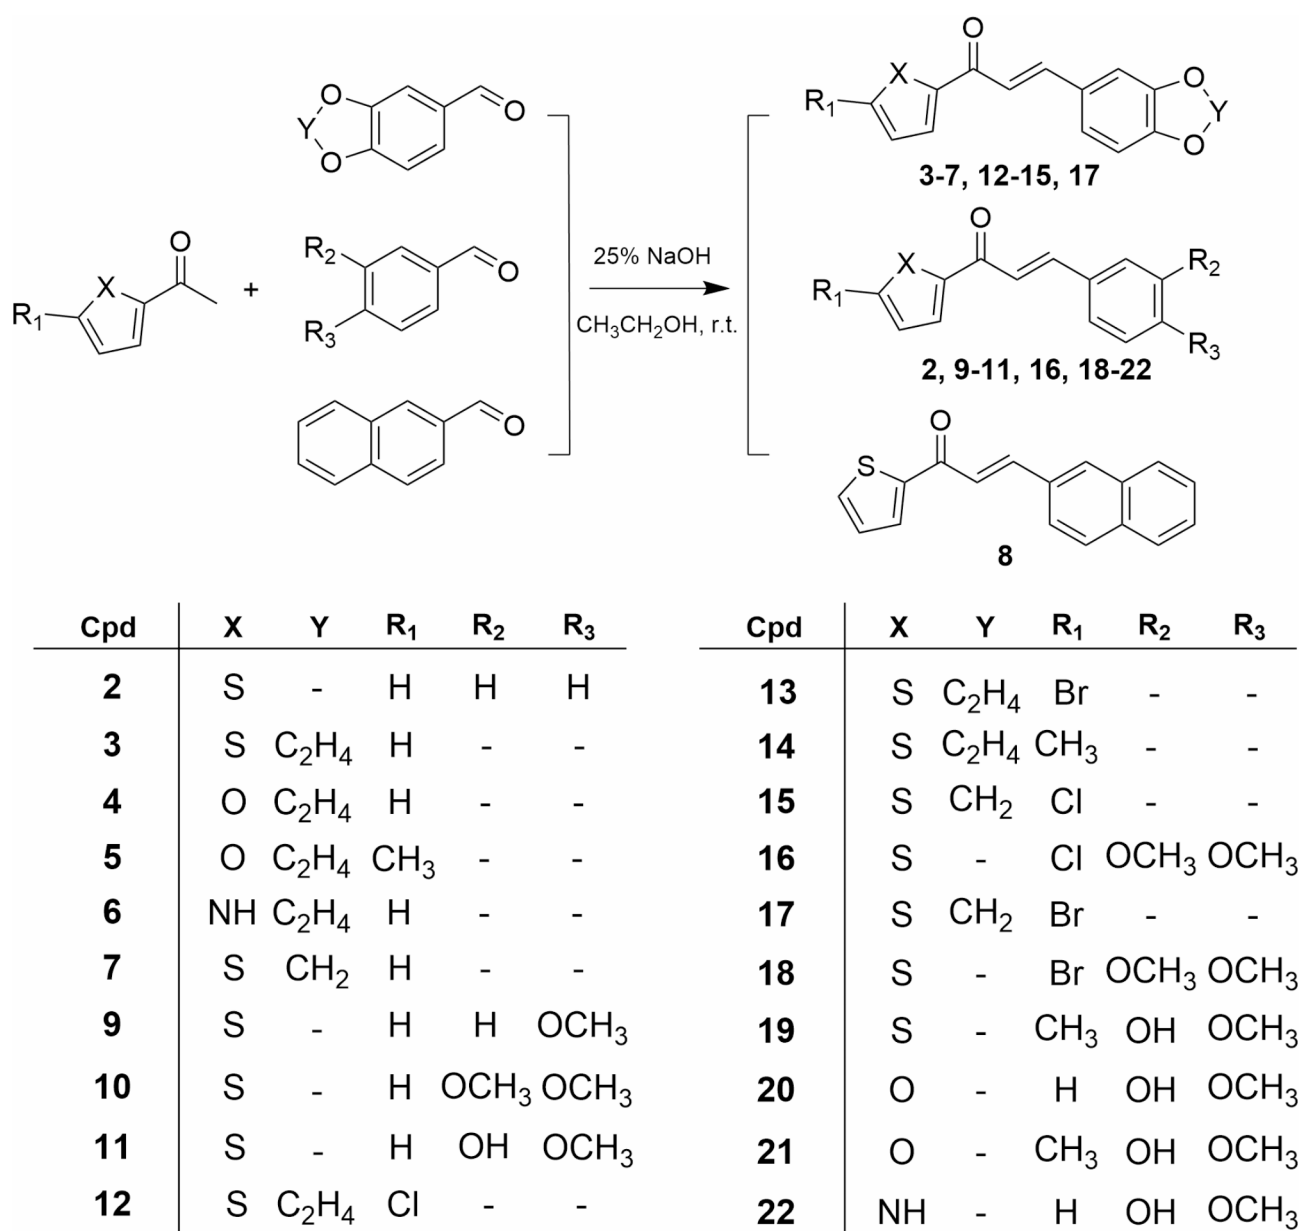 O
X
R₁
O
Y
O
3-7, 12-15, 17
O
Y
O
O
R₂
R₃
O
O
X
R₁
+
O
25% NaOH
CH₃CH₂OH, r.t.
O
X
R₁
R₂
R₃
2, 9-11, 16, 18-22
O
S
8
Cpd X Y R₁ R₂ R₃
2 S - H H H
3 S C₂H₄ H - -
4 O C₂H₄ H - -
5 O C₂H₄ CH₃ - -
6 NH C₂H₄ H - -
7 S CH₂ H - -
9 S - H H OCH₃
10 S - H OCH₃ OCH₃
11 S - H OH OCH₃
12 S C₂H₄ Cl - -
Cpd X Y R₁ R₂ R₃
13 S C₂H₄ Br - -
14 S C₂H₄ CH₃ - -
15 S CH₂ Cl - -
16 S - Cl OCH₃ OCH₃
17 S CH₂ Br - -
18 S - Br OCH₃ OCH₃
19 S - CH₃ OH OCH₃
20 O - H OH OCH₃
21 O - CH₃ OH OCH₃
22 NH - H OH OCH₃